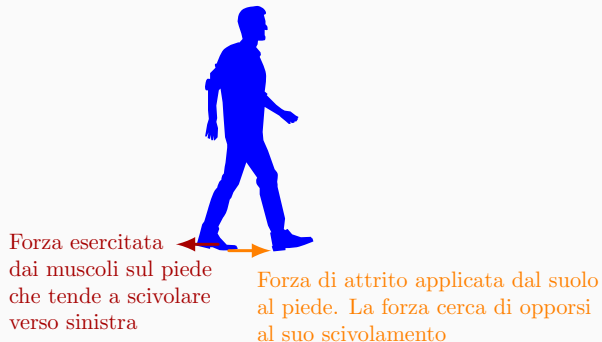 Forza esercitata
dai muscoli sul piede
che tende a scivolare
verso sinistra
Forza di attrito applicata dal suolo
al piede. La forza cerca di opporsi
al suo scivolamento